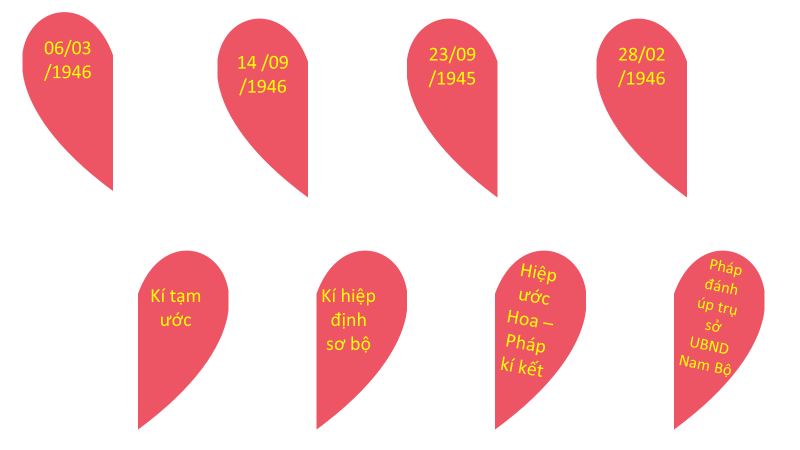 06/03
/1946
14 /09
/1946
23/09
/1945
28/02
/1946
Kí tạm
ước
Kí hiệp
định
sơ bộ
Hiệp
ước
Hoa –
Pháp
kí kết
Pháp
đánh
úp trụ
sở
UBND
Nam Bộ